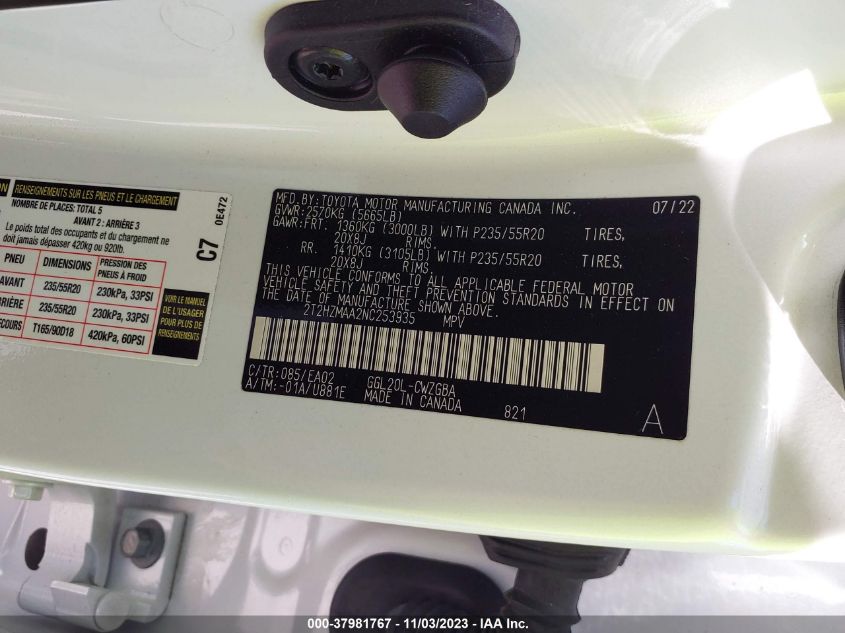 ON RENSEIGNEMENTS SUR LES PNEUS ET LE CHARGEMENT
NOMBRE DE PLACES: TOTAL 5
AVANT 2: ARRIÈRE 3
Le poids total des occupants et du chargement ne
doit jamais dépasser 420kg ou 920lb.
PNEU DIMENSIONS PRESSION DES PNEUS À FROID
AVANT 235/55R20 230kPa, 33PSI
RIÈRE 235/55R20 230kPa, 33PSI
ECOURS T165/90D18 420kPa, 60PSI
VOIR LE MANUEL
DE L'USAGER
POUR PLUS DE
RENSEIGNEMENTS
C7
0E472
MFD.BY:TOYOTA MOTOR MANUFACTURING CANADA INC. 07/22
GVWR:2570KG (5665LB)
GAWR:FRT. 1360KG (3000LB) WITH P235/55R20 TIRES,
20X8J RIMS.
RR. 1410KG (3105LB) WITH P235/55R20 TIRES,
20X8J RIMS.
THIS VEHICLE CONFORMS TO ALL APPLICABLE FEDERAL MOTOR
VEHICLE SAFETY AND THEFT PREVENTION STANDARDS IN EFFECT ON
THE DATE OF MANUFACTURE SHOWN ABOVE.
2T2HZMAA2NC253935 MPV
C/TR:085/EA02 GGL20L-CWZGBA
A/TM:-01A/U881E MADE IN CANADA 821
A
000-37981767 | 11/03/2023 - IAA Inc.